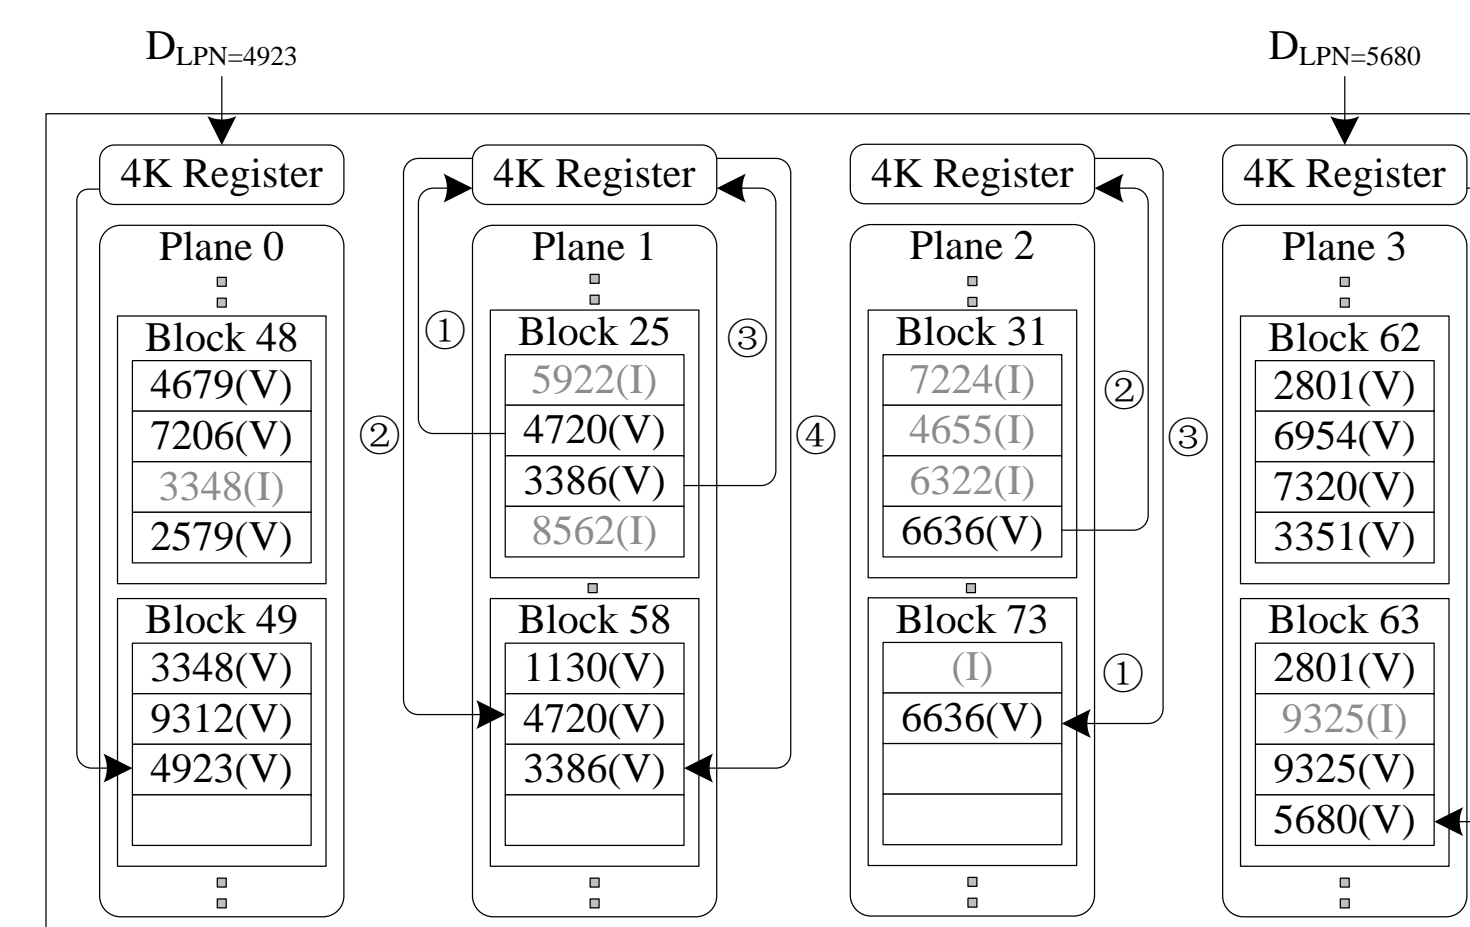 D LPN=4923
D LPN=5680
4K Register
4K Register
4K Register
4K Register
Plane 0
Block 48
4679(V)
7206(V)
3348(I)
2579(V)
Block 49
3348(V)
9312(V)
4923(V)
②
①
Plane 1
Block 25
5922(I)
4720(V)
3386(V)
8562(I)
Block 58
1130(V)
4720(V)
3386(V)
③
④
Plane 2
Block 31
7224(I)
4655(I)
6322(I)
6636(V)
Block 73
(I)
6636(V)
②
③
①
Plane 3
Block 62
2801(V)
6954(V)
7320(V)
3351(V)
Block 63
2801(V)
9325(I)
9325(V)
5680(V)